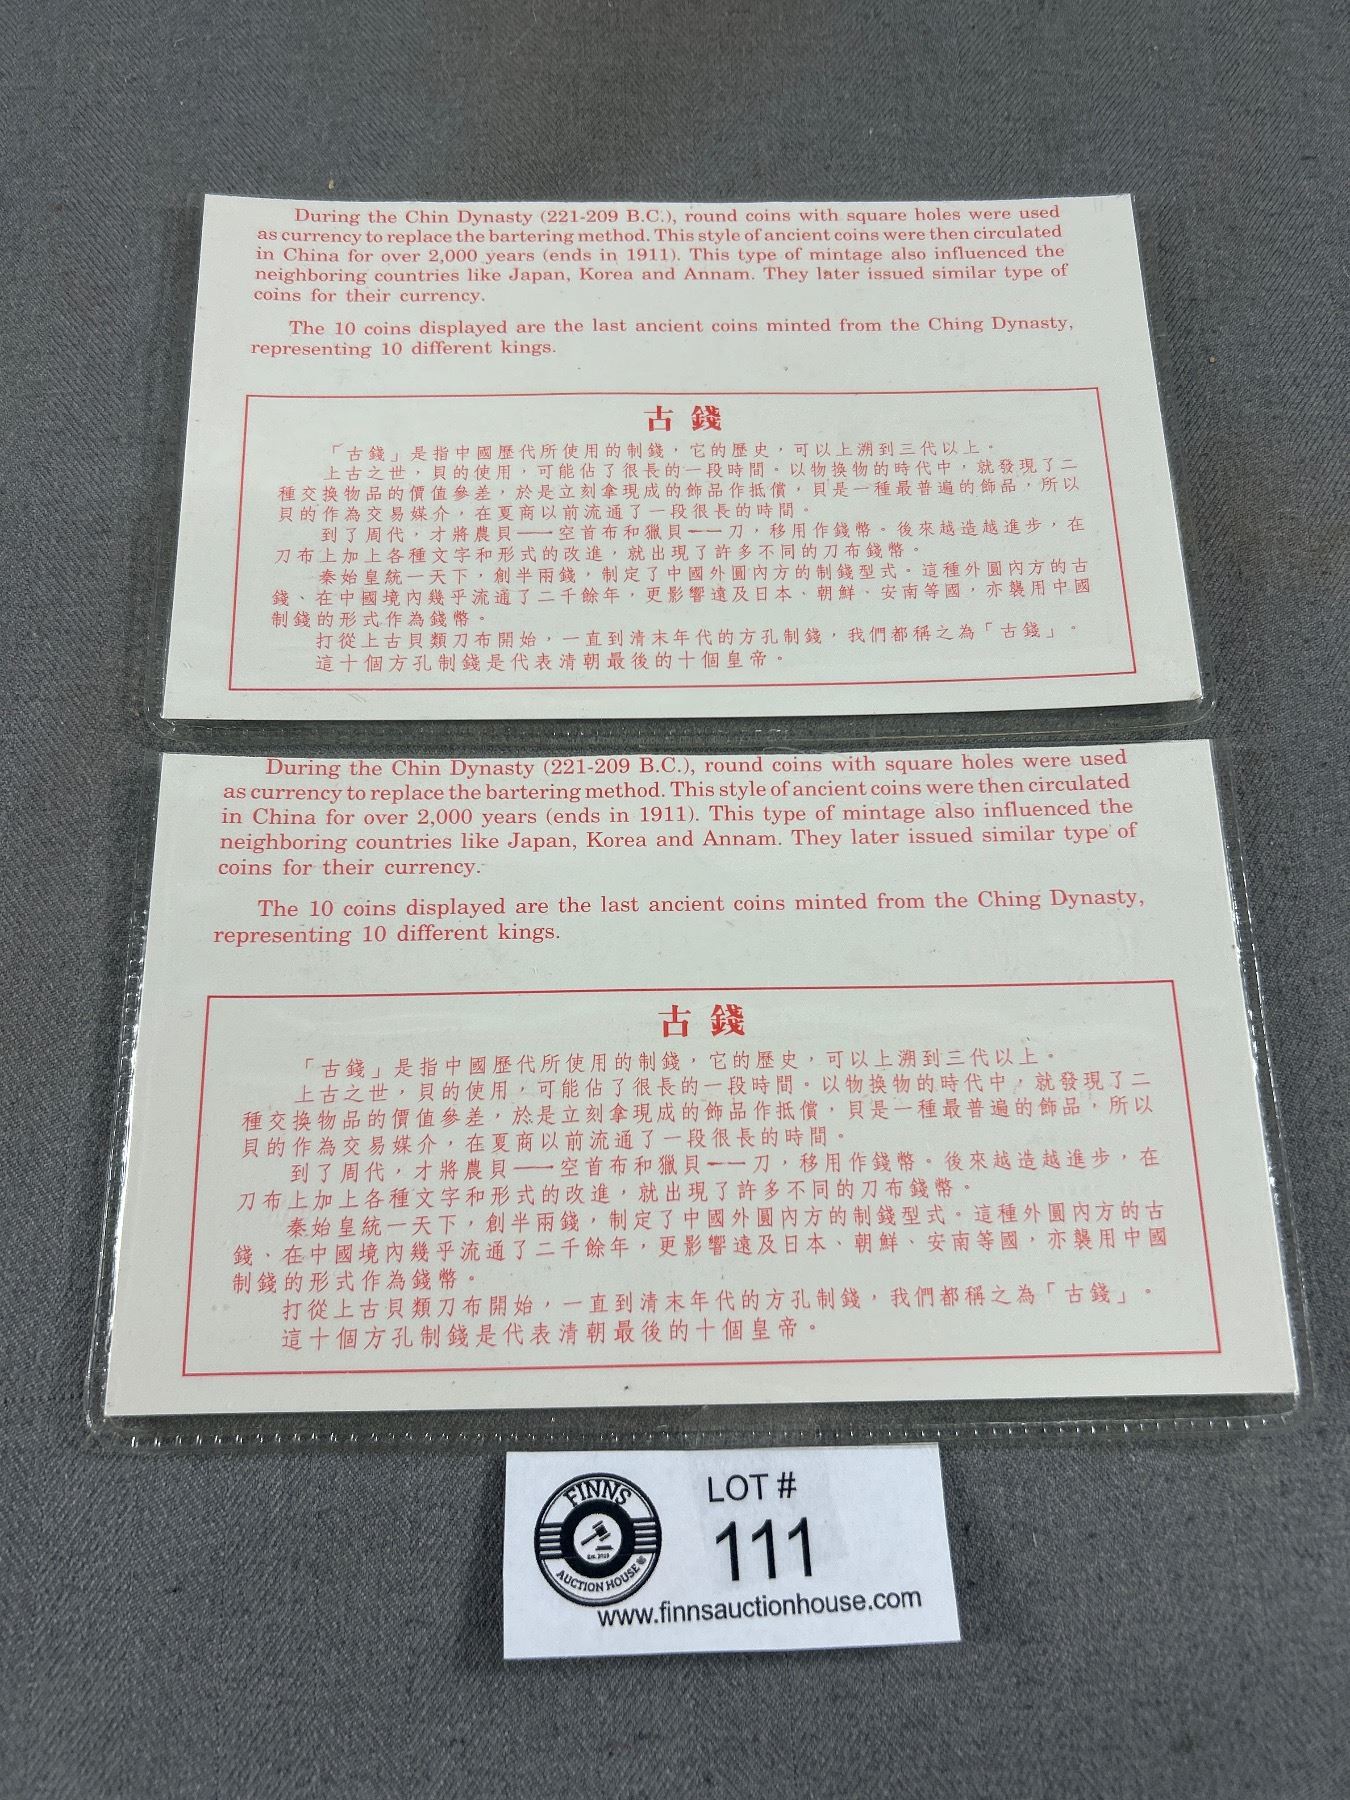 During the Chin Dynasty (221-209 B.C.), round coins with square holes were used
as currency to replace the bartering method. This style of ancient coins were then circulated
in China for over 2,000 years (ends in 1911). This type of mintage also influenced the
neighboring countries like Japan, Korea and Annam. They later issued similar type of
coins for their currency.
The 10 coins displayed are the last ancient coins minted from the Ching Dynasty,
representing 10 different kings.
古錢
「古錢」是指中國歷代所使用的制錢，它的歷史，可以上溯到三代以上。
上古之世，貝的使用，可能佔了很長的一段時間。以物換物的時代中，就發現了二
種交換物品的價值參差，於是立刻拿現成的飾品作抵償，貝是一種最普遍的飾品，所以
貝的作為交易媒介，在夏商以前流通了一段很長的時間。
到了周代，才將農貝——空首布和獵貝——刀，移用作錢幣。後來越造越進步，在
刀布上加上各種文字和形式的改進，就出現了許多不同的刀布錢幣。
秦始皇統一天下，創半兩錢，制定了中國外圓內方的制錢型式。這種外圓內方的古
錢、在中國境內幾乎流通了二千餘年，更影響遠及日本、朝鮮、安南等國，亦襲用中國
制錢的形式作為錢幣。
打從上古貝類刀布開始，一直到清末年代的方孔制錢，我們都稱之為「古錢」。
這十個方孔制錢是代表清朝最後的十個皇帝。
During the Chin Dynasty (221-209 B.C.), round coins with square holes were used
as currency to replace the bartering method. This style of ancient coins were then circulated
in China for over 2,000 years (ends in 1911). This type of mintage also influenced the
neighboring countries like Japan, Korea and Annam. They later issued similar type of
coins for their currency.
The 10 coins displayed are the last ancient coins minted from the Ching Dynasty,
representing 10 different kings.
古錢
「古錢」是指中國歷代所使用的制錢，它的歷史，可以上溯到三代以上。
上古之世，貝的使用，可能佔了很長的一段時間。以物換物的時代中，就發現了二
種交換物品的價值參差，於是立刻拿現成的飾品作抵償，貝是一種最普遍的飾品，所以
貝的作為交易媒介，在夏商以前流通了一段很長的時間。
到了周代，才將農貝——空首布和獵貝——刀，移用作錢幣。後來越造越進步，在
刀布上加上各種文字和形式的改進，就出現了許多不同的刀布錢幣。
秦始皇統一天下，創半兩錢，制定了中國外圓內方的制錢型式。這種外圓內方的古
錢、在中國境內幾乎流通了二千餘年，更影響遠及日本、朝鮮、安南等國，亦襲用中國
制錢的形式作為錢幣。
打從上古貝類刀布開始，一直到清末年代的方孔制錢，我們都稱之為「古錢」。
這十個方孔制錢是代表清朝最後的十個皇帝。
FINNS
AUCTION HOUSE
LOT #
111
www.finnsauctionhouse.com